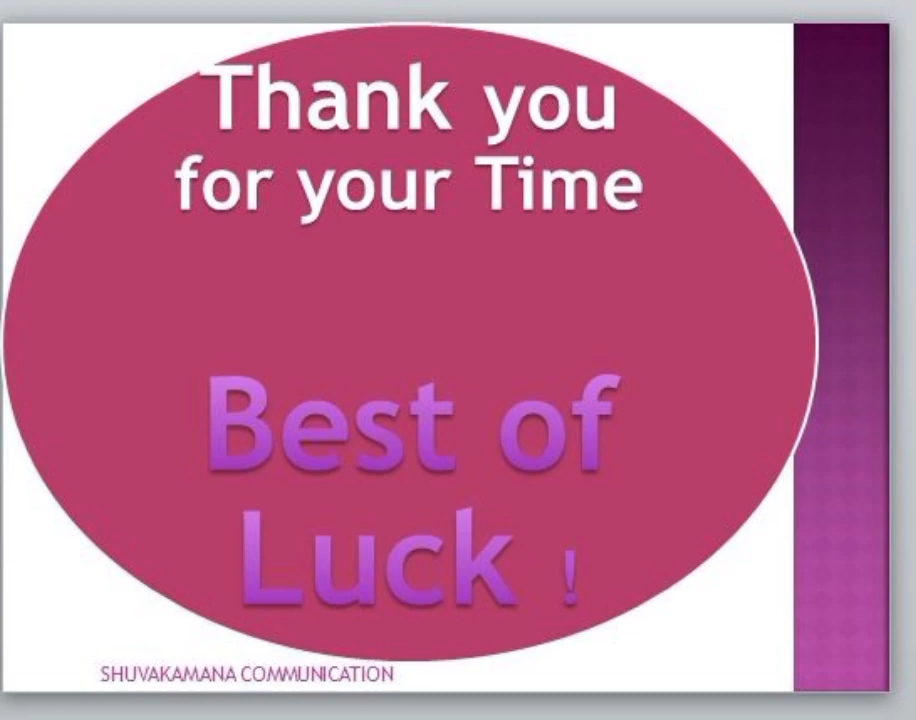 Thank you
for your Time
Best of
Luck !
SHUVAKAMANA COMMUNICATION